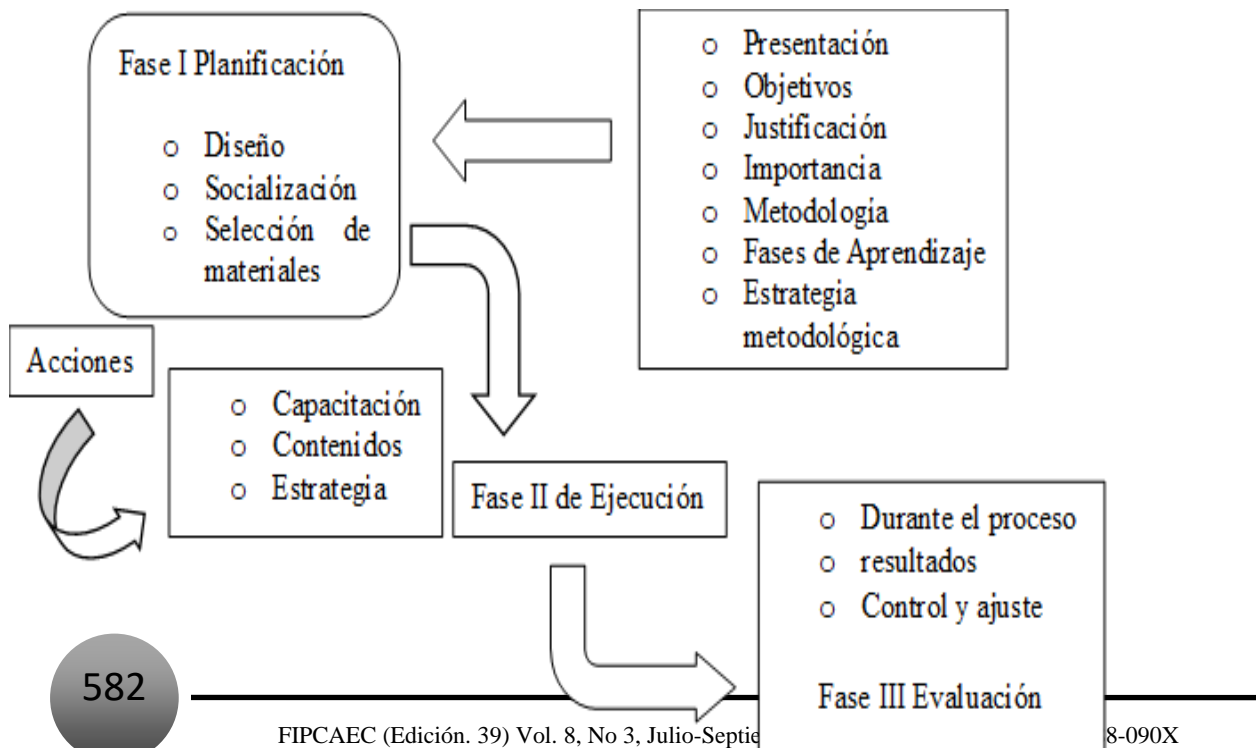 Fase I Planificación
o Diseño
o Socialización
o Selección de
materiales
o Presentación
o Objetivos
o Justificación
o Importancia
o Metodología
o Fases de Aprendizaje
o Estrategia
metodológica
Acciones
o Capacitación
o Contenidos
o Estrategia
Fase II de Ejecución
o Durante el proceso
o resultados
o Control y ajuste
Fase III Evaluación
582
FIPCAEC (Edición. 39) Vol. 8, No 3, Julio-Septie 8-090X